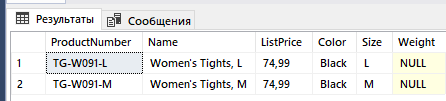 Результаты Сообщения
ProductNumber Name ListPrice Color Size Weight
1 TG-W091-L Women's Tights, L 74,99 Black L NULL
2 TG-W091-M Women's Tights, M 74,99 Black M NULL